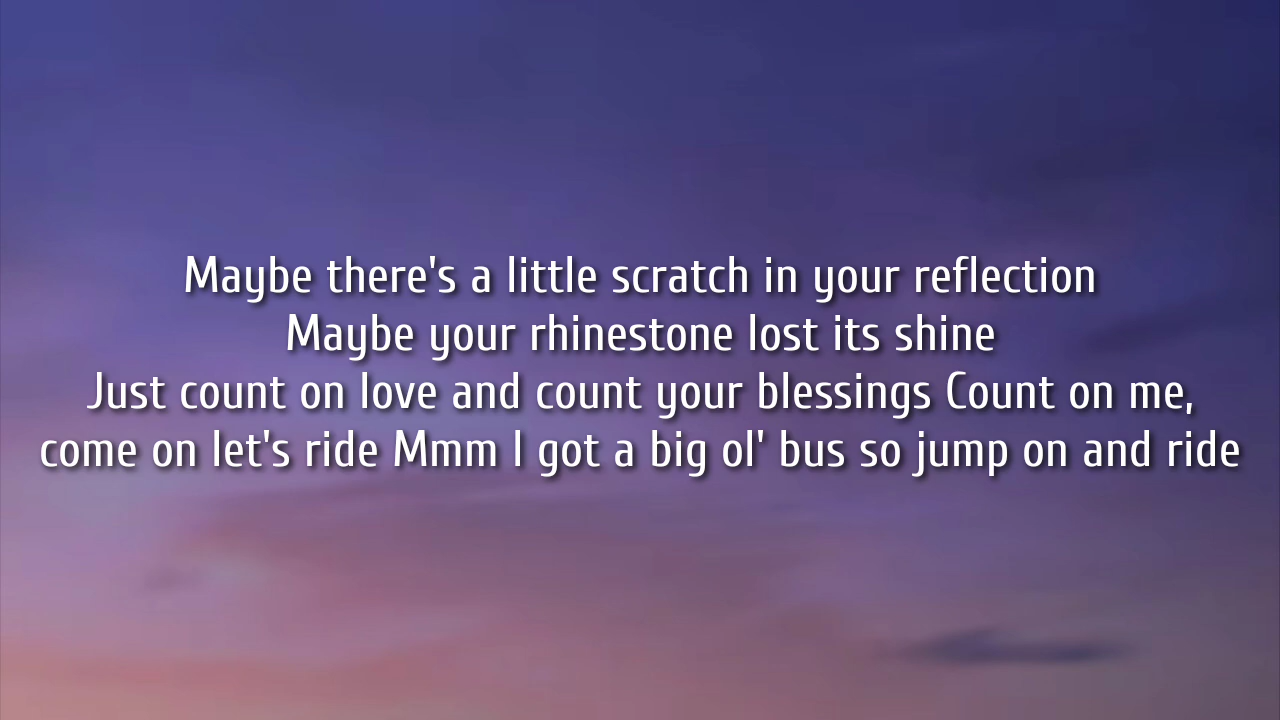 Maybe there's a little scratch in your reflection
Maybe your rhinestone lost its shine
Just count on love and count your blessings Count on me,
come on let's ride Mmm I got a big ol' bus so jump on and ride